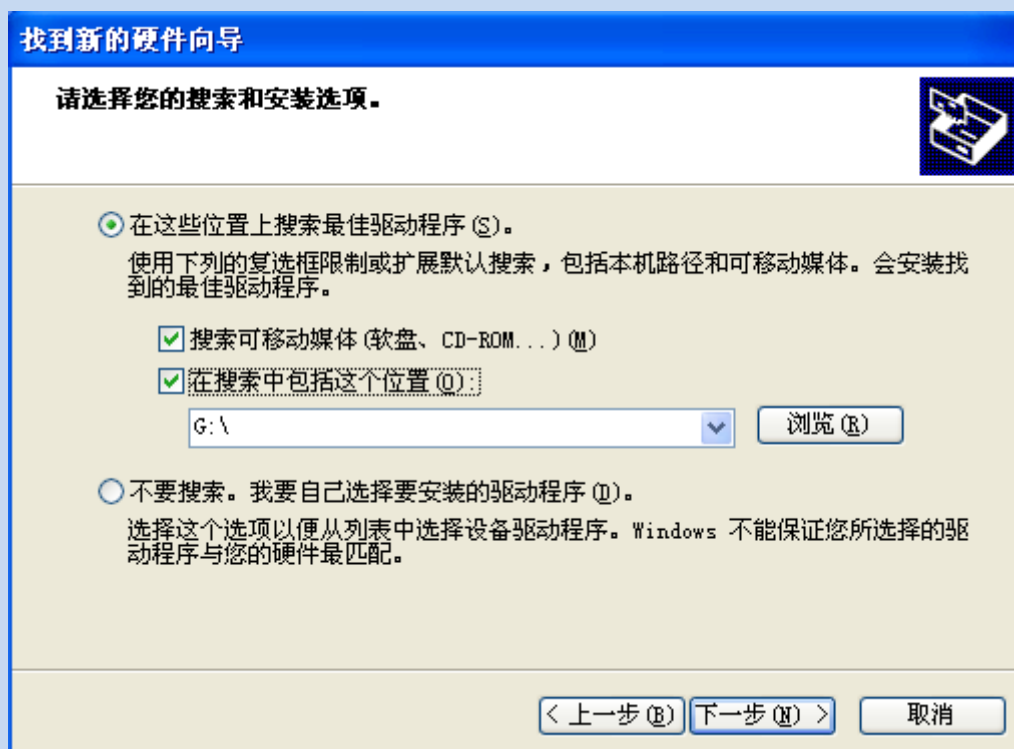 找到新的硬件向导
请选择您的搜索和安装选项。
在这些位置上搜索最佳驱动程序(S)。
使用下列的复选框限制或扩展默认搜索，包括本机路径和可移动媒体。会安装找
到的最佳驱动程序。
搜索可移动媒体(软盘、CD-ROM...)(M)
在搜索中包括这个位置(O):
G:\
浏览(R)
不要搜索。我要自己选择要安装的驱动程序(D)。
选择这个选项以便从列表中选择设备驱动程序。Windows 不能保证您所选择的驱
动程序与您的硬件最匹配。
< 上一步(B) 下一步(N) > 取消